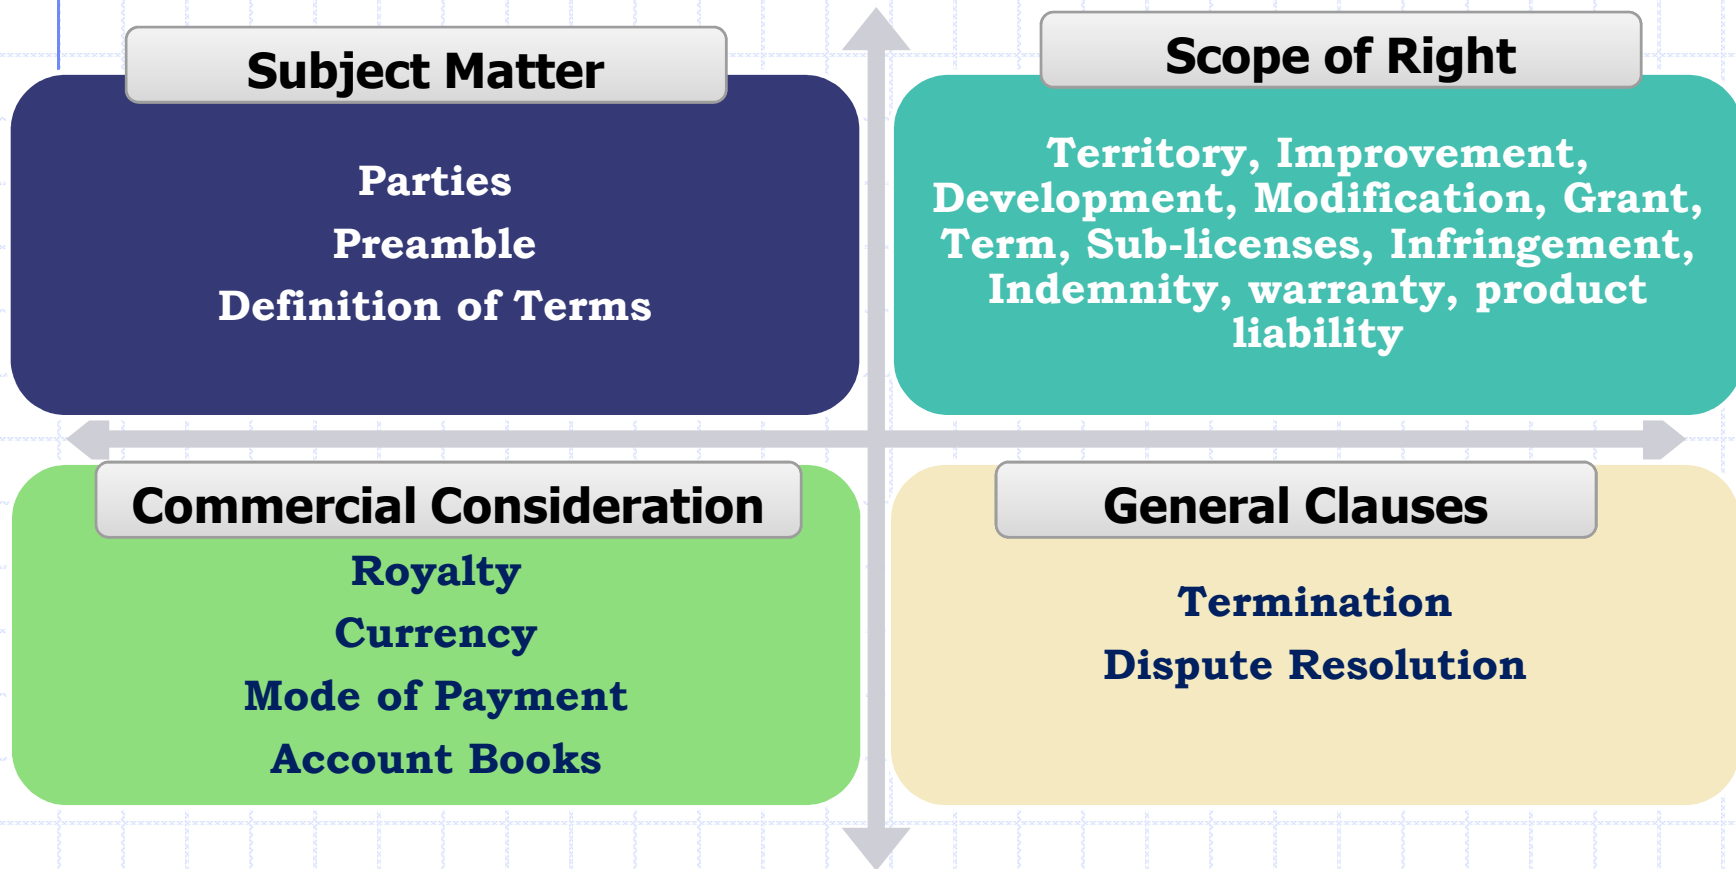 Subject Matter
Parties
Preamble
Definition of Terms
Scope of Right
Territory, Improvement,
Development, Modification, Grant,
Term, Sub-licenses, Infringement,
Indemnity, warranty, product
liability
Commercial Consideration
Royalty
Currency
Mode of Payment
Account Books
General Clauses
Termination
Dispute Resolution